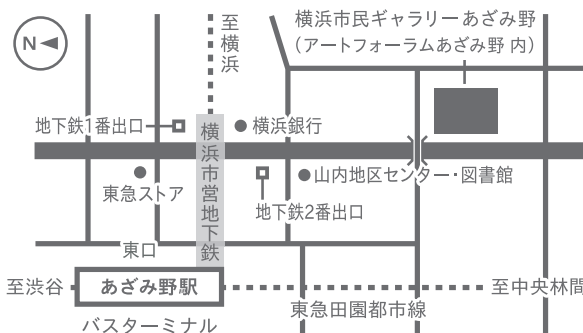 N
至横浜
横浜市民ギャラリーあざみ野
（アートフォーラムあざみ野 内）
地下鉄1番出口
横浜銀行
横浜市営地下鉄
東急ストア
山内地区センター・図書館
地下鉄2番出口
東口
至渋谷
あざみ野駅
至中央林間
東急田園都市線
バスターミナル